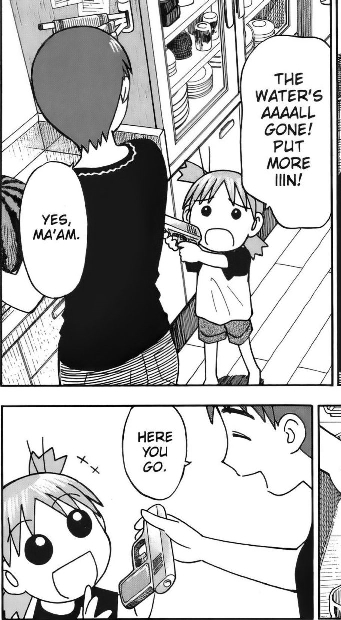 THE
WATER'S
AAAALL
GONE!
PUT
MORE
IIIN!
YES,
MA'AM.
HERE
YOU
GO.